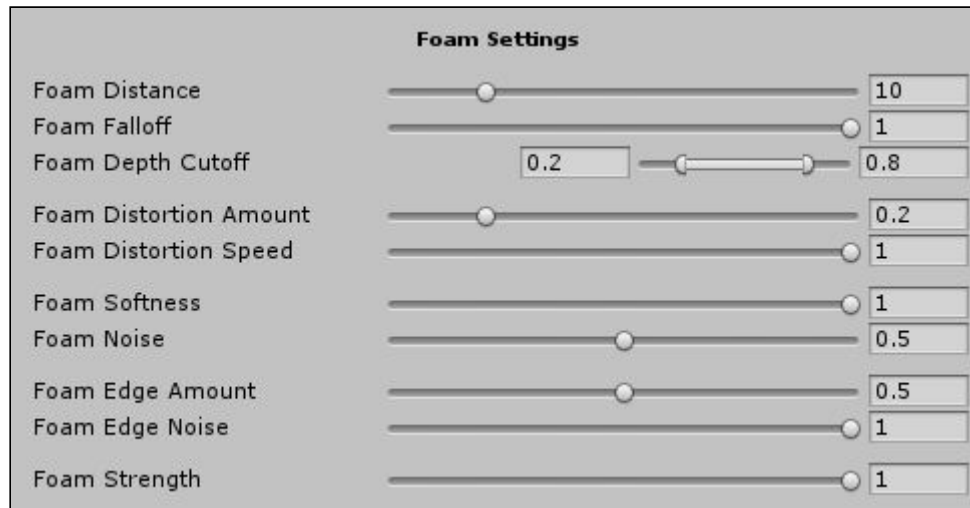 Foam Settings
Foam Distance 10
Foam Falloff 1
Foam Depth Cutoff 0.2 0.8
Foam Distortion Amount 0.2
Foam Distortion Speed 1
Foam Softness 1
Foam Noise 0.5
Foam Edge Amount 0.5
Foam Edge Noise 1
Foam Strength 1